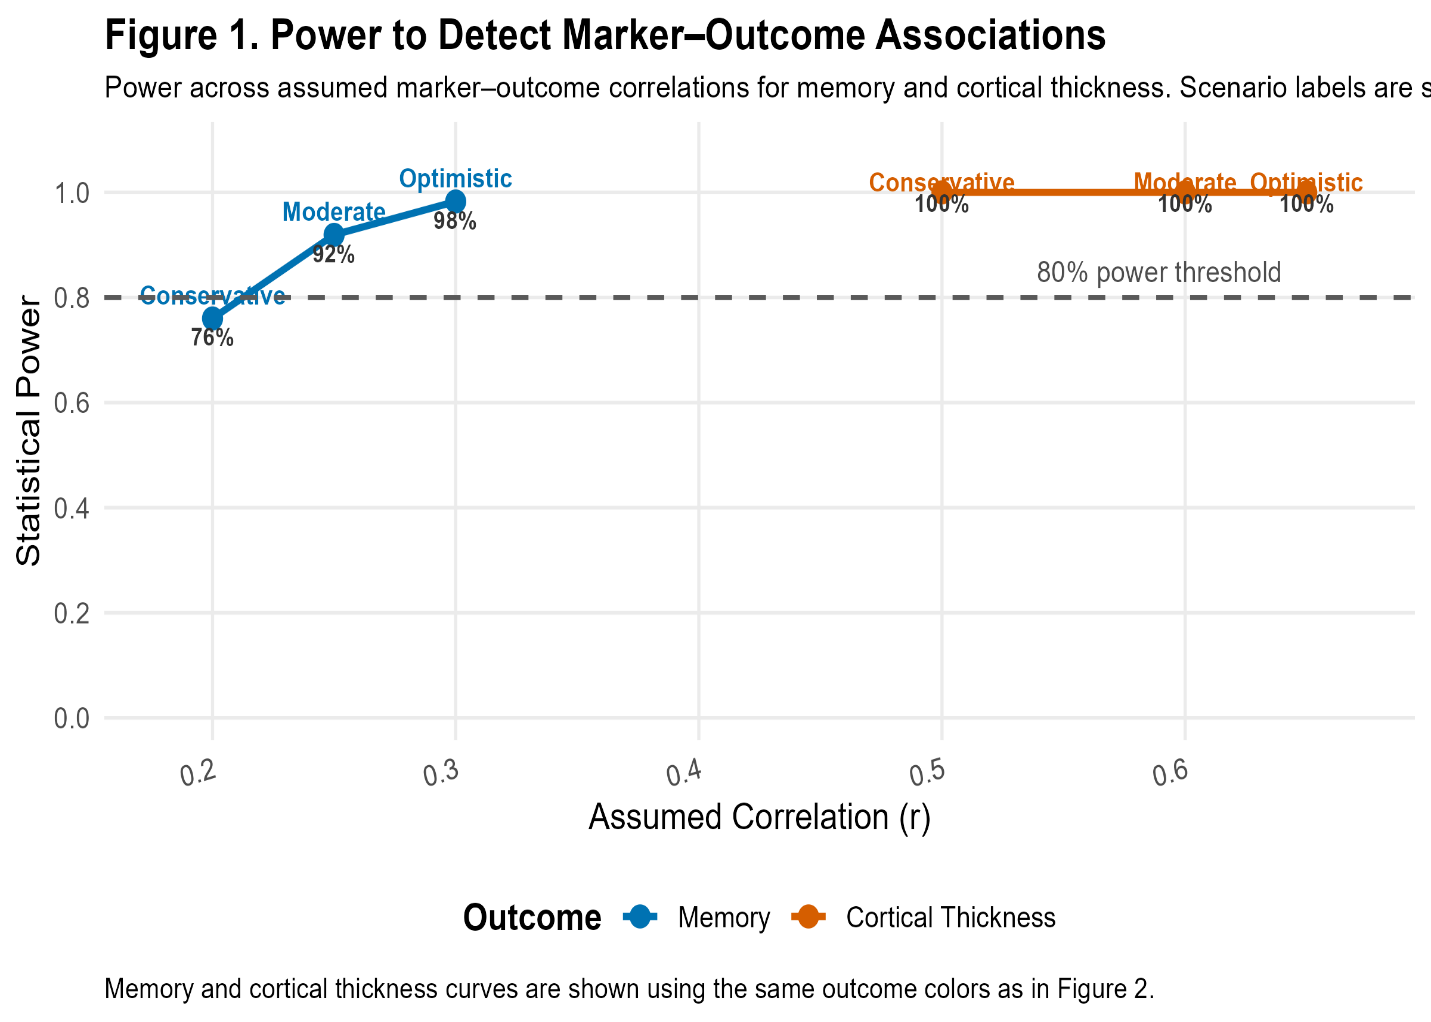 Figure 1. Power to Detect Marker–Outcome Associations
Power across assumed marker–outcome correlations for memory and cortical thickness. Scenario labels are s
Optimistic
Moderate
Conservative
98%
92%
76%
Conservative
Moderate
Optimistic
100%
100%
100%
80% power threshold
Statistical Power
1.0
0.8
0.6
0.4
0.2
0.0
0.2
0.3
0.4
0.5
0.6
Assumed Correlation (r)
Outcome
Memory
Cortical Thickness
Memory and cortical thickness curves are shown using the same outcome colors as in Figure 2.